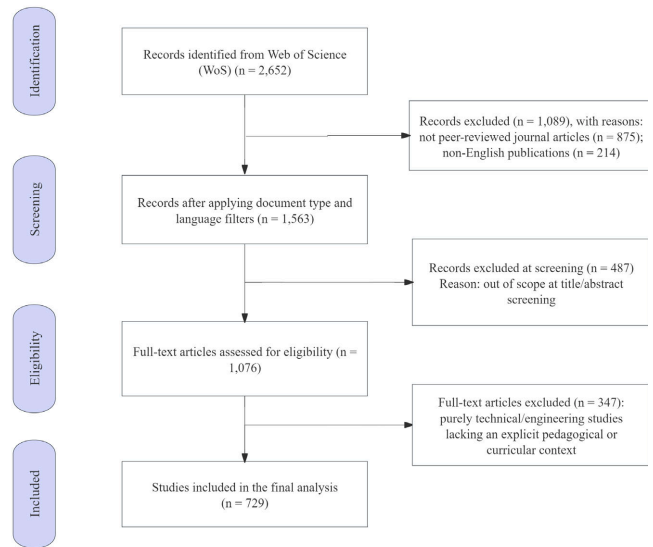 Identification
Records identified from Web of Science
(WoS) (n = 2,652)
Records excluded (n = 1,089), with reasons:
not peer-reviewed journal articles (n = 875);
non-English publications (n = 214)
Screening
Records after applying document type and
language filters (n = 1,563)
Records excluded at screening (n = 487)
Reason: out of scope at title/abstract
screening
Eligibility
Full-text articles assessed for eligibility (n =
1,076)
Full-text articles excluded (n = 347):
purely technical/engineering studies
lacking an explicit pedagogical or
curricular context
Included
Studies included in the final analysis
(n = 729)